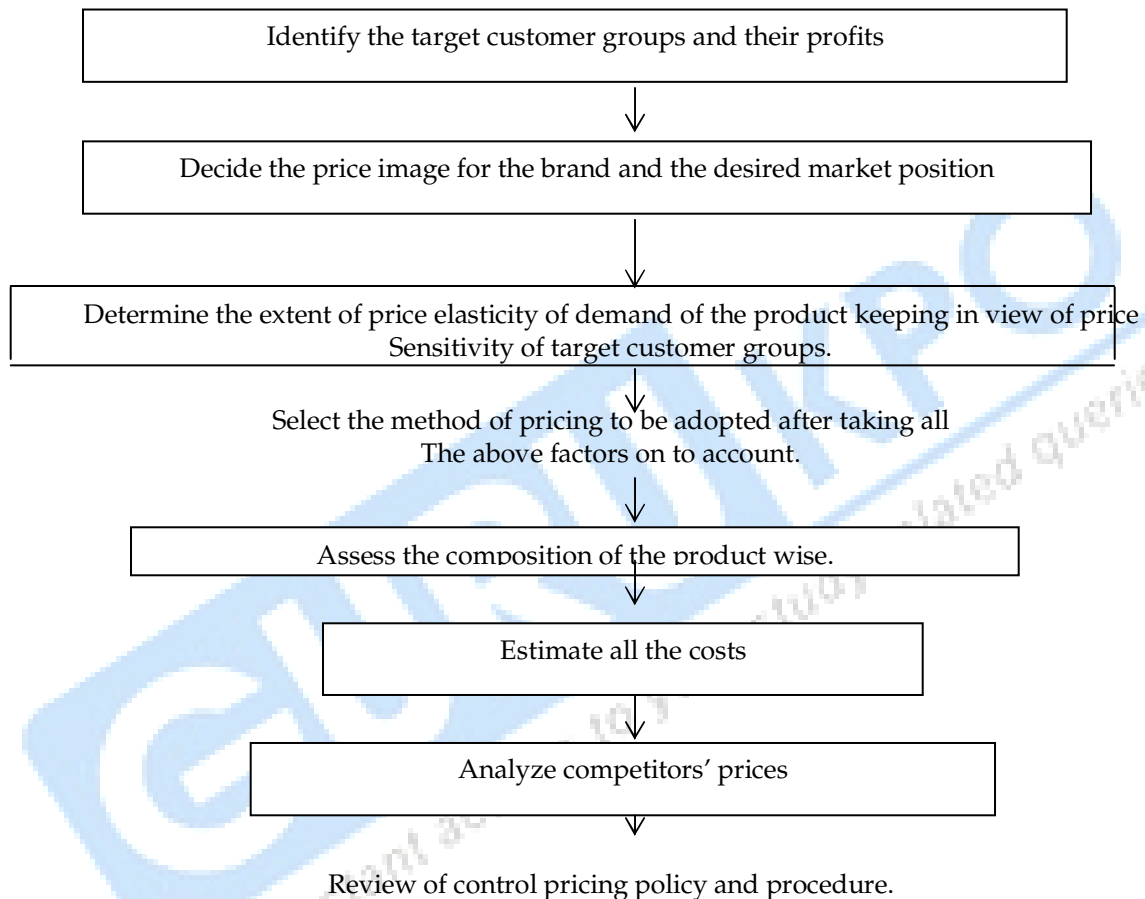 Identify the target customer groups and their profits
Decide the price image for the brand and the desired market position
Determine the extent of price elasticity of demand of the product keeping in view of price
Sensitivity of target customer groups.
Select the method of pricing to be adopted after taking all
The above factors on to account.
Assess the composition of the product wise.
Estimate all the costs
Analyze competitors’ prices
Review of control pricing policy and procedure.
GURUKPO